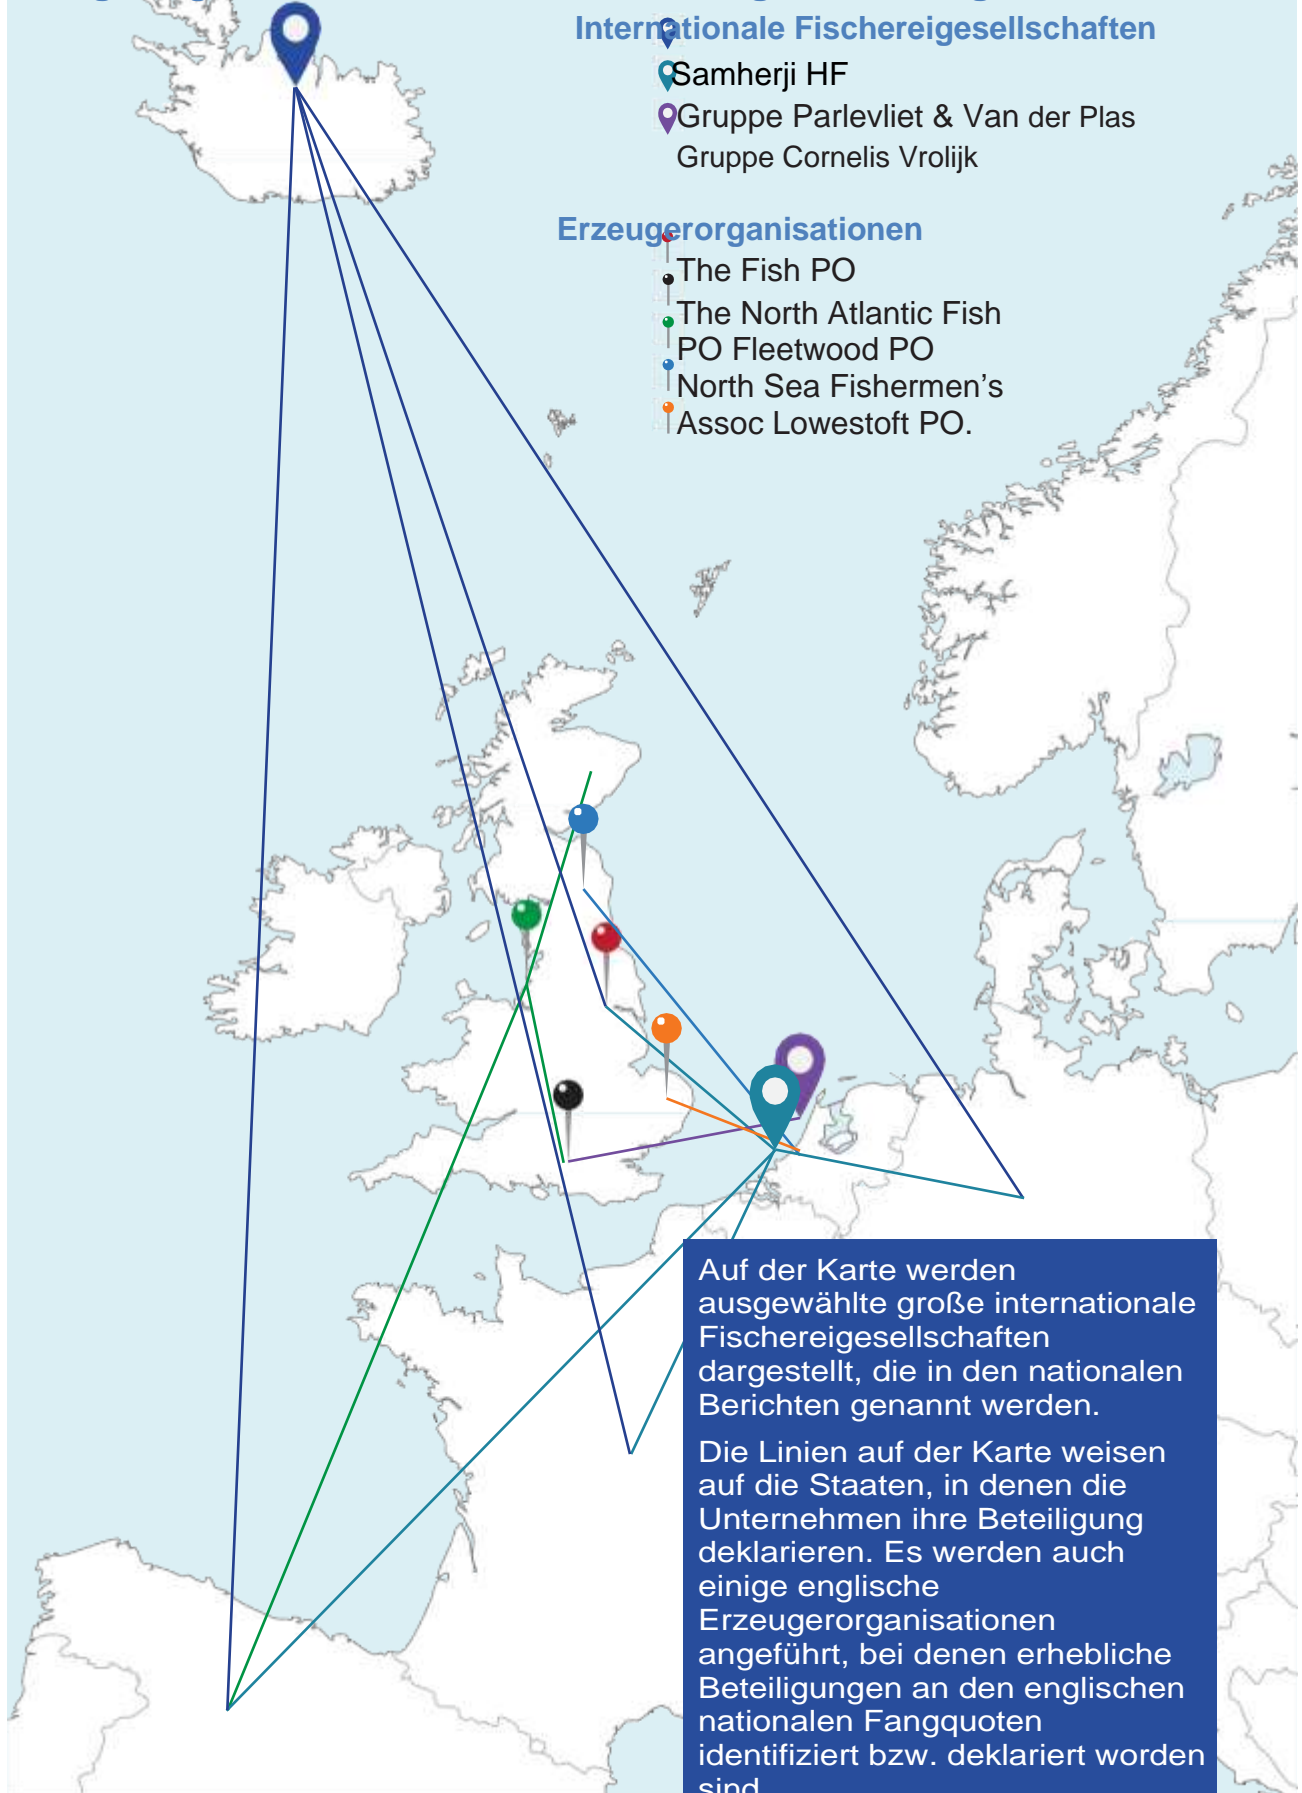 Internationale Fischereigesellschaften
Samherji HF
Gruppe Parlevliet & Van der Plas
Gruppe Cornelis Vrolijk
Erzeugerorganisationen
The Fish PO
The North Atlantic Fish
PO Fleetwood PO
North Sea Fishermen’s
Assoc Lowestoft PO.
Auf der Karte werden
ausgewählte große internationale
Fischereigesellschaften
dargestellt, die in den nationalen
Berichten genannt werden.
Die Linien auf der Karte weisen
auf die Staaten, in denen die
Unternehmen ihre Beteiligung
deklarieren. Es werden auch
einige englische
Erzeugerorganisationen
angeführt, bei denen erhebliche
Beteiligungen an den englischen
nationalen Fangquoten
identifiziert bzw. deklariert worden
sind